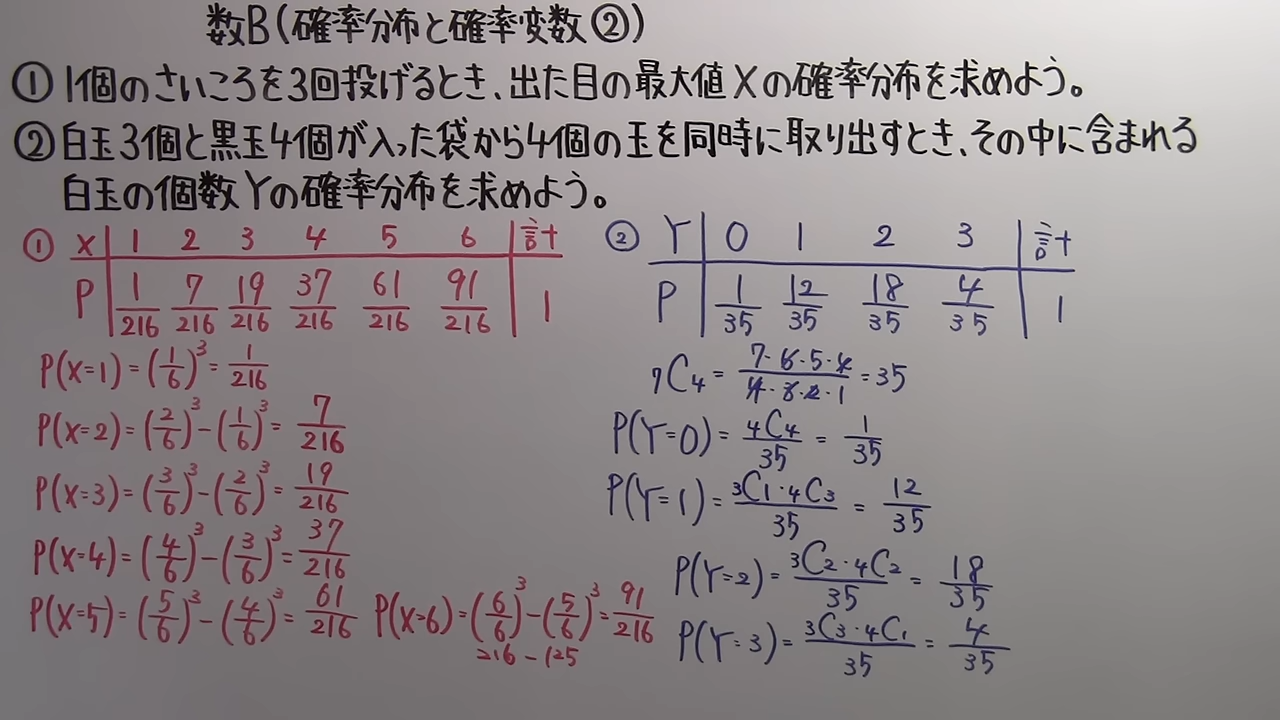 数B(確率分布と確率変数②)
①1個のさいころを3回投げるとき、出た目の最大値Xの確率分布を求めよう。
②白玉3個と黒玉4個が入った袋から4個の玉を同時に取り出すとき、その中に含まれる
白玉の個数Yの確率分布を求めよう。
① X 1 2 3 4 5 6 計
P 1/216 7/216 19/216 37/216 61/216 91/216 1
P(X=1)=(1/6)³=1/216
P(X=2)=(2/6)³-(1/6)³=7/216
P(X=3)=(3/6)³-(2/6)³=19/216
P(X=4)=(4/6)³-(3/6)³=37/216
P(X=5)=(5/6)³-(4/6)³=61/216
P(X=6)=(6/6)³-(5/6)³=91/216
216-125
② Y 0 1 2 3 計
P 1/35 12/35 18/35 4/35 1
₇C₄=7・6・5・4/4・3・2・1=35
P(Y=0)=₄C₄/35=1/35
P(Y=1)=₃C₁・₄C₃/35=12/35
P(Y=2)=₃C₂・₄C₂/35=18/35
P(Y=3)=₃C₃・₄C₁/35=4/35